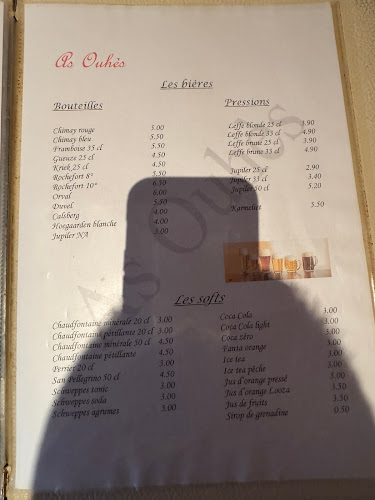 As Ouhès
Les bières
Bouteilles
Chimay rouge 5.00
Chimay bleu 5.50
Framboise 35 cl 5.50
Gueuze 25 cl 4.50
Kriek 25 cl 4.50
Rochefort 8° 5.50
Rochefort 10° 6.50
Orval 6.00
Duvel 5.50
Calsberg 4.00
Hoegaarden blanche 4.00
Jupiler NA 3.00
Pressions
Leffe blonde 25 cl 3.90
Leffe blonde 33 cl 4.90
Leffe brune 25 cl 3.90
Leffe brune 33 cl 4.90
Jupiler 25 cl 2.90
Jupiler 33 cl 3.40
Jupiler 50 cl 5.20
Karmeliet 5.50
As Ouhès
Les softs
Chaudfontaine minérale 20 cl 3.00
Chaudfontaine pétillante 20 cl 3.00
Chaudfontaine minérale 50 cl 4.50
Chaudfontaine pétillante 4.50
Perrier 20 cl 3.00
San Pellegrino 50 cl 4.50
Schweppes tonic 3.00
Schweppes soda 3.00
Schweppes agrumes 3.00
Coca Cola 3.00
Coca Cola light 3.00
Coca zéro 3.00
Fanta orange 3.00
Ice tea 3.00
Ice tea pêche 3.00
Jus d'orange pressé 3.00
Jus d'orange Looza 3.00
Jus de fruits 3.00
Sirop de grenadine 0.50